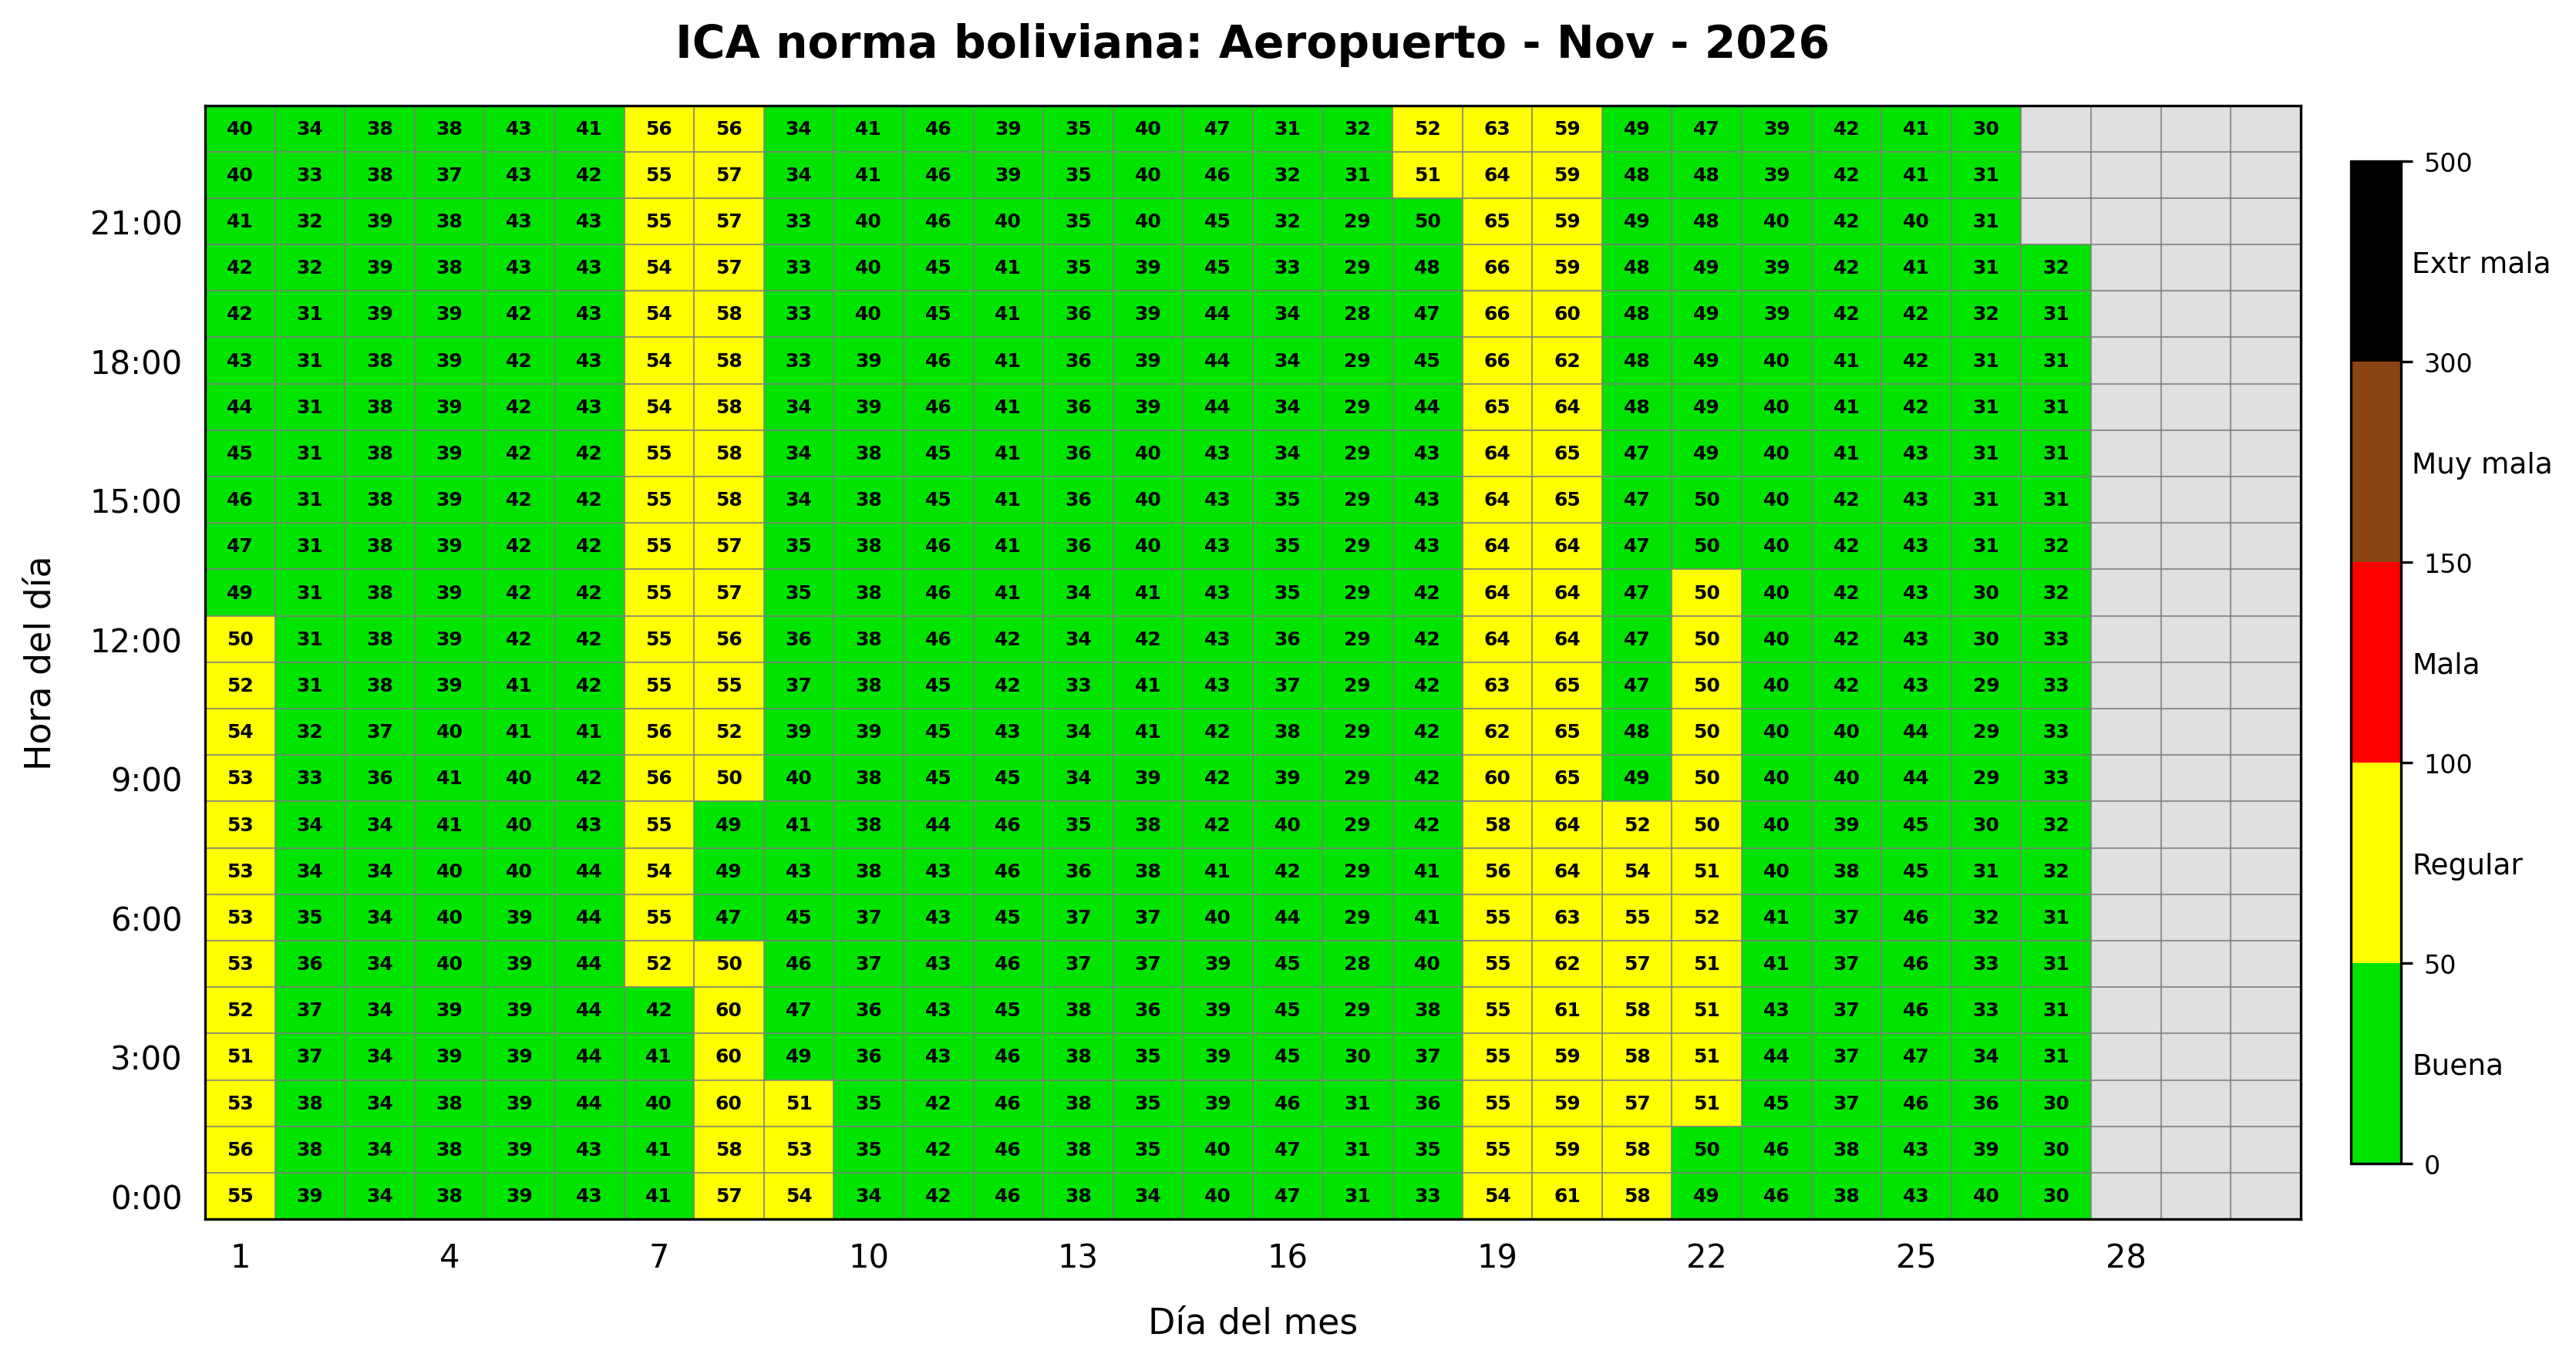 ICA norma boliviana: Aeropuerto - Nov - 2026
40 34 38 38 43 41 56 56 34 41 46 39 35 40 47 31 32 52 63 59 49 47 39 42 41 30
40 33 38 37 43 42 55 57 34 41 46 39 35 40 46 32 31 51 64 59 48 48 39 42 41 31
21:00 41 32 39 38 43 43 55 57 33 40 46 40 35 40 45 32 29 50 65 59 49 48 40 42 40 31
42 32 39 38 43 43 54 57 33 40 45 41 35 39 45 33 29 48 66 59 48 49 39 42 41 31 32
42 31 39 39 42 43 54 58 33 40 45 41 36 39 44 34 28 47 66 60 48 49 39 42 42 32 31
18:00 43 31 38 39 42 43 54 58 33 39 46 41 36 39 44 34 29 45 66 62 48 49 40 41 42 31 31
44 31 38 39 42 43 54 58 34 39 46 41 36 39 44 34 29 44 65 64 48 49 40 41 42 31 31
45 31 38 39 42 42 55 58 34 38 45 41 36 40 43 34 29 43 64 65 47 49 40 41 43 31 31
15:00 46 31 38 39 42 42 55 58 34 38 45 41 36 40 43 35 29 43 64 65 47 50 40 42 43 31 31
47 31 38 39 42 42 55 57 35 38 46 41 36 40 43 35 29 43 64 64 47 50 40 42 43 31 32
49 31 38 39 42 42 55 57 35 38 46 41 34 41 43 35 29 42 64 64 47 50 40 42 43 30 32
12:00 50 31 38 39 42 42 55 56 36 38 46 42 34 42 43 36 29 42 64 64 47 50 40 42 43 30 33
52 31 38 39 41 42 55 55 37 38 45 42 33 41 43 37 29 42 63 65 47 50 40 42 43 29 33
54 32 37 40 41 41 56 52 39 39 45 43 34 41 42 38 29 42 62 65 48 50 40 40 44 29 33
9:00 53 33 36 41 40 42 56 50 40 38 45 45 34 39 42 39 29 42 60 65 49 50 40 40 44 29 33
53 34 34 41 40 43 55 49 41 38 44 46 35 38 42 40 29 42 58 64 52 50 40 39 45 30 32
53 34 34 40 40 44 54 49 43 38 43 46 36 38 41 42 29 41 56 64 54 51 40 38 45 31 32
6:00 53 35 34 40 39 44 55 47 45 37 43 45 37 37 40 44 29 41 55 63 55 52 41 37 46 32 31
53 36 34 40 39 44 52 50 46 37 43 46 37 37 39 45 28 40 55 62 57 51 41 37 46 33 31
52 37 34 39 39 44 42 60 47 36 43 45 38 36 39 45 29 38 55 61 58 51 43 37 46 33 31
3:00 51 37 34 39 39 44 41 60 49 36 43 46 38 35 39 45 30 37 55 59 58 51 44 37 47 34 31
53 38 34 38 39 44 40 60 51 35 42 46 38 35 39 46 31 36 55 59 57 51 45 37 46 36 30
56 38 34 38 39 43 41 58 53 35 42 46 38 35 40 47 31 35 55 59 58 50 46 38 43 39 30
0:00 55 39 34 38 39 43 41 57 54 34 42 46 38 34 40 47 31 33 54 61 58 49 46 38 43 40 30
1 4 7 10 13 16 19 22 25 28
Día del mes
Hora del día
500
Extr mala
300
Muy mala
150
Mala
100
Regular
50
Buena
0